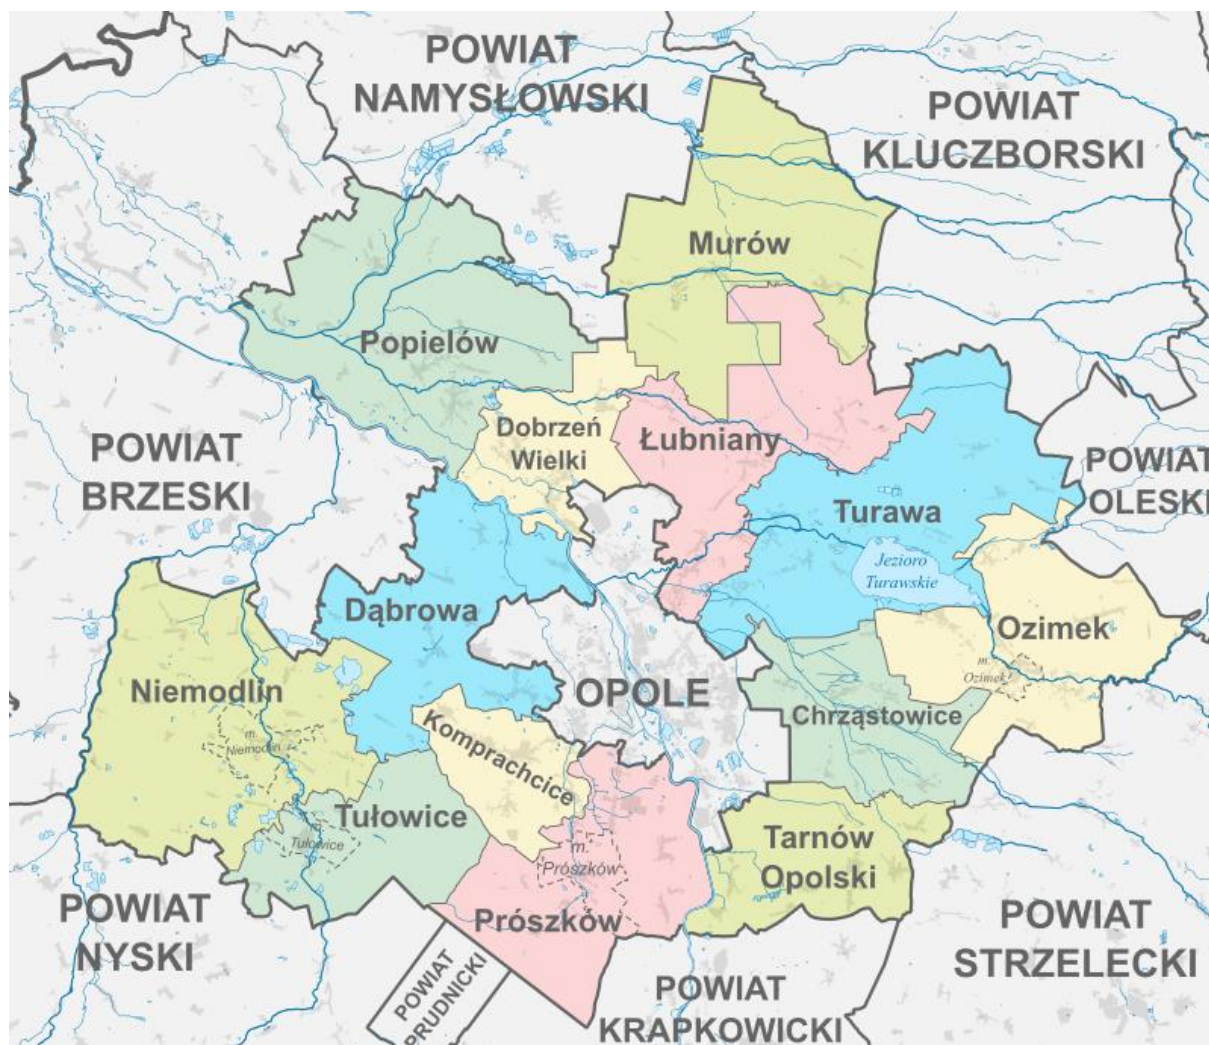 POWIAT
NAMYSŁOWSKI
POWIAT
KLUCZBORSKI
Murów
Popielów
Dobrzeń
Wielki
Łubniany
POWIAT
BRZESKI
POWIAT
OLESKI
Turawa
Jezioro
Turawskie
Dąbrowa
Ozimek
m.
Ozimek
Niemodlin
m.
Niemodlin
OPOLE
Chrząstowice
Komprachcice
Tułowice
m.
Tułowice
m.
Prószków
Tarnów
Opolski
Prószków
POWIAT
NYSKI
POWIAT
STRZELECKI
POWIAT
PRUDNICKI
POWIAT
KRAPKOWICKI